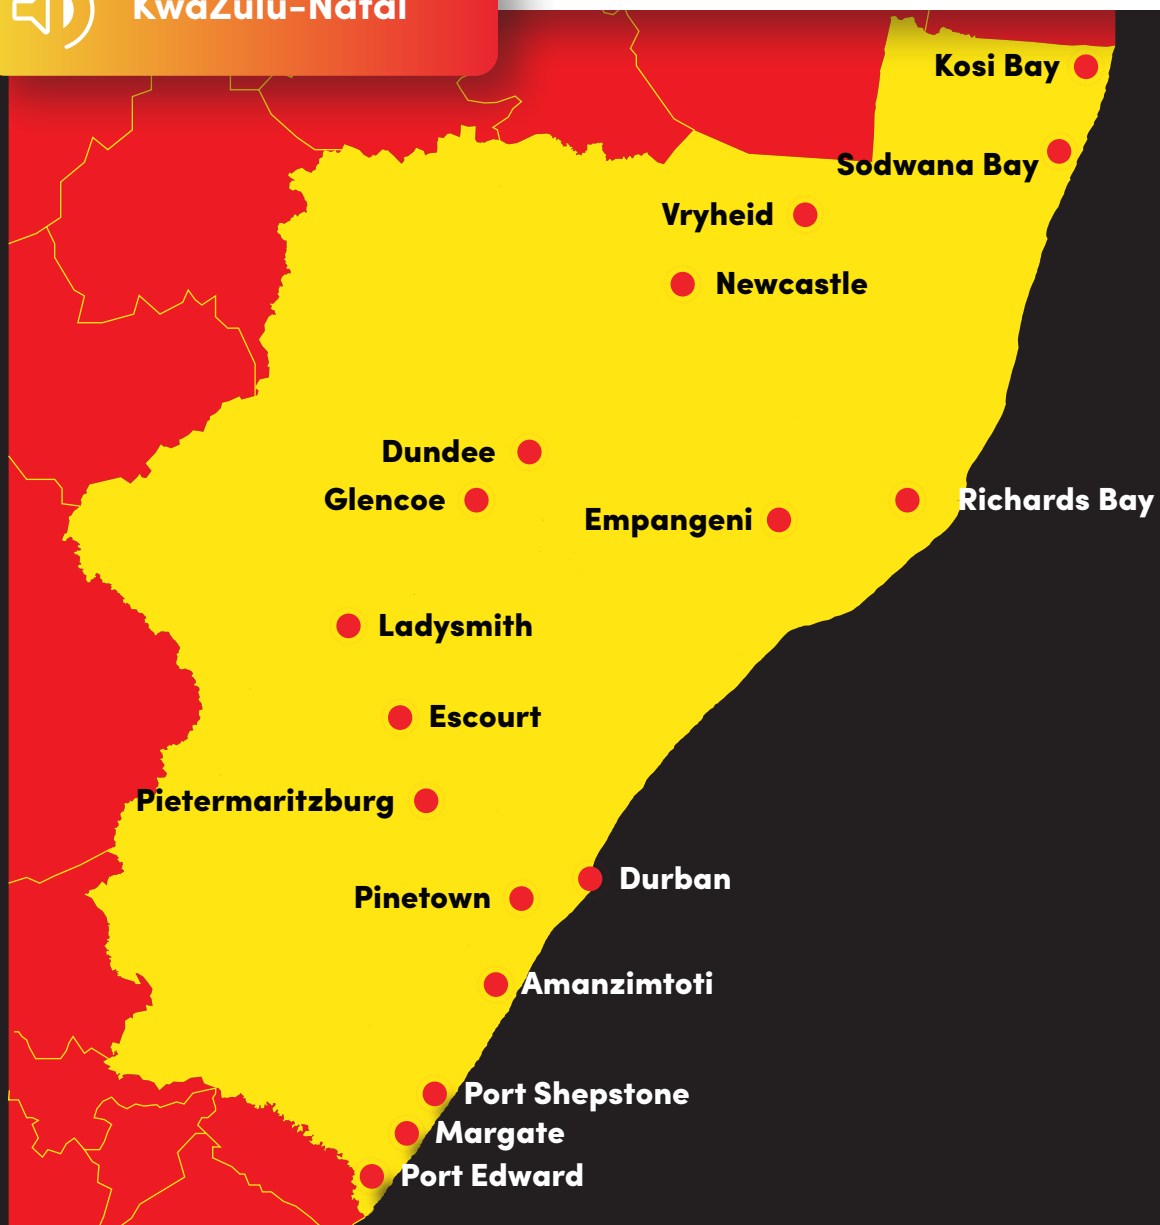 KwaZulu-Natal
Kosi Bay
Sodwana Bay
Vryheid
Newcastle
Dundee
Glencoe
Richards Bay
Empangeni
Ladysmith
Escourt
Pietermaritzburg
Durban
Pinetown
Amanzimtoti
Port Shepstone
Margate
Port Edward